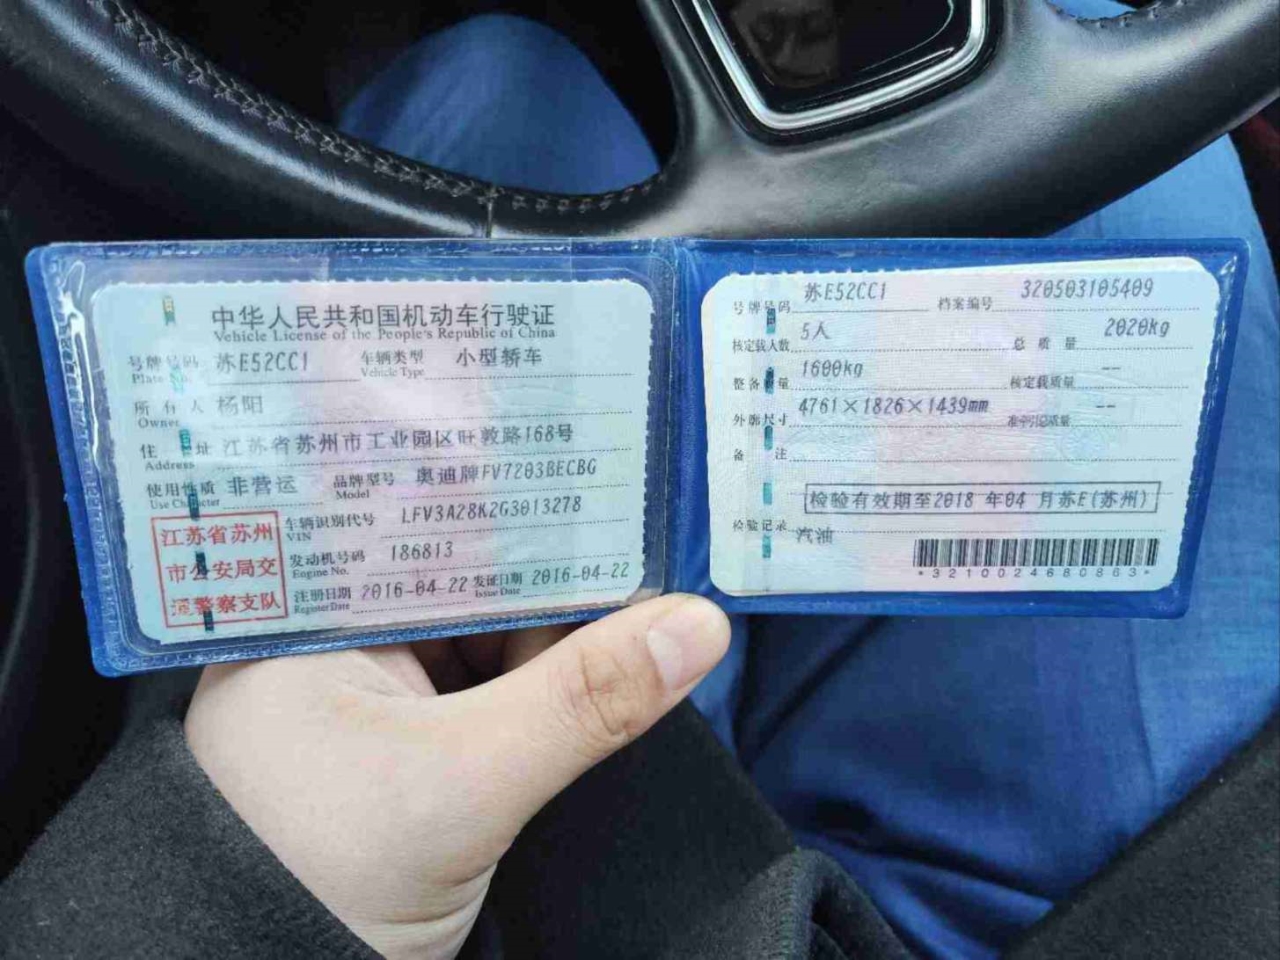 中华人民共和国机动车行驶证
Vehicle License of the People's Republic of China
号牌号码 苏E52CC1 车辆类型 小型轿车
Plate No. Vehicle Type
所有人 杨阳
Owner
住址 江苏省苏州市工业园区旺敦路168号
Address
使用性质 非营运 品牌型号 奥迪牌FV7203BECBG
Use Character Model
江苏省苏州
市公安局交
通警察支队
车辆识别代号 LFV3A28K2G3013278
VIN
发动机号码 186813
Engine No.
注册日期 2016-04-22 发证日期 2016-04-22
Register Date Issue Date
号牌号码 苏E52CC1 档案编号 320503105409
核定载人数 5人 总质量 2020kg
整备质量 1600kg 核定载质量 --
外廓尺寸 4761×1826×1439mm 准牵引总质量 --
备注
检验有效期至2018 年04 月苏E(苏州)
检验记录 汽油
*3210024680863*